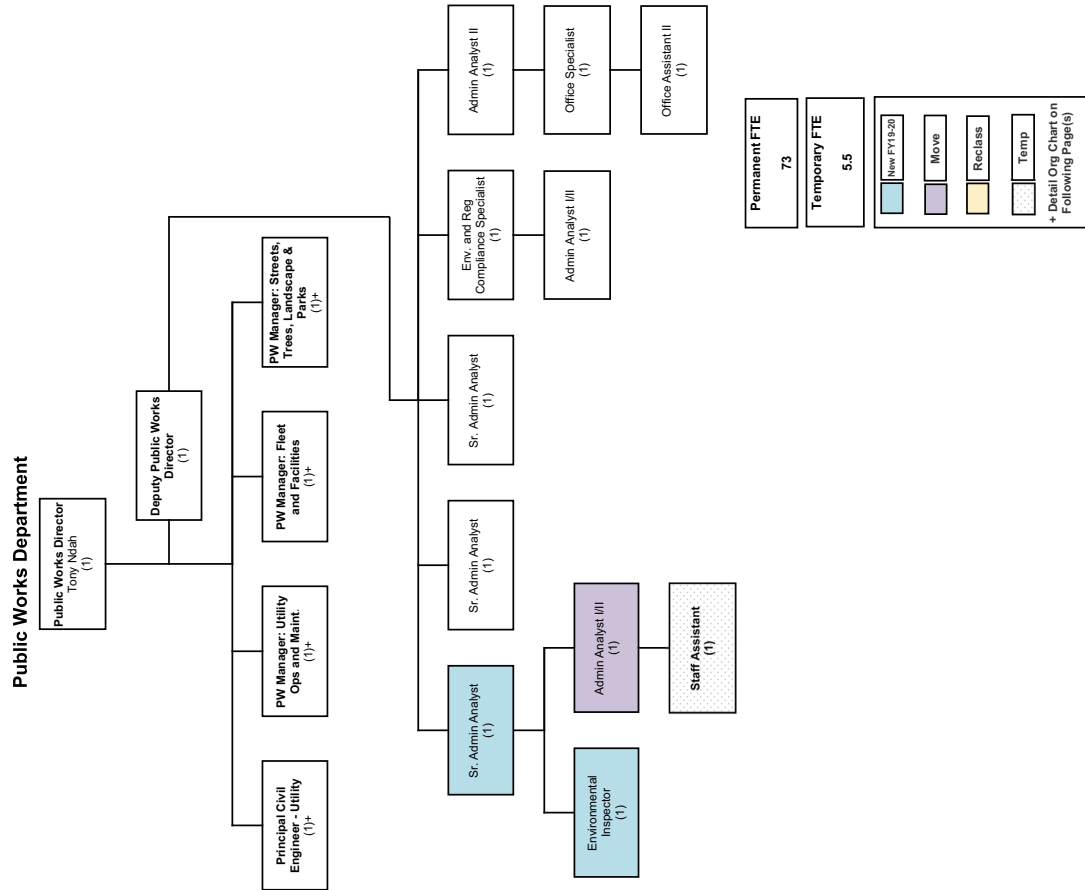 Public Works Department
Public Works Director
Tony Ndah
(1)
Deputy Public Works
Director
(1)
Principal Civil
Engineer - Utility
(1)+
PW Manager: Utility
Ops and Maint.
(1)+
PW Manager: Fleet
and Facilities
(1)+
PW Manager: Streets,
Trees, Landscape &
Parks
(1)+
Sr. Admin Analyst
(1)
Sr. Admin Analyst
(1)
Sr. Admin Analyst
(1)
Env. and Reg
Compliance Specialist
(1)
Admin Analyst II
(1)
Environmental
Inspector
(1)
Admin Analyst I/II
(1)
Admin Analyst I/II
(1)
Office Specialist
(1)
Staff Assistant
(1)
Office Assistant II
(1)
Permanent FTE
73
Temporary FTE
5.5
New FY19-20
Move
Reclass
Temp
+ Detail Org Chart on
Following Page(s)